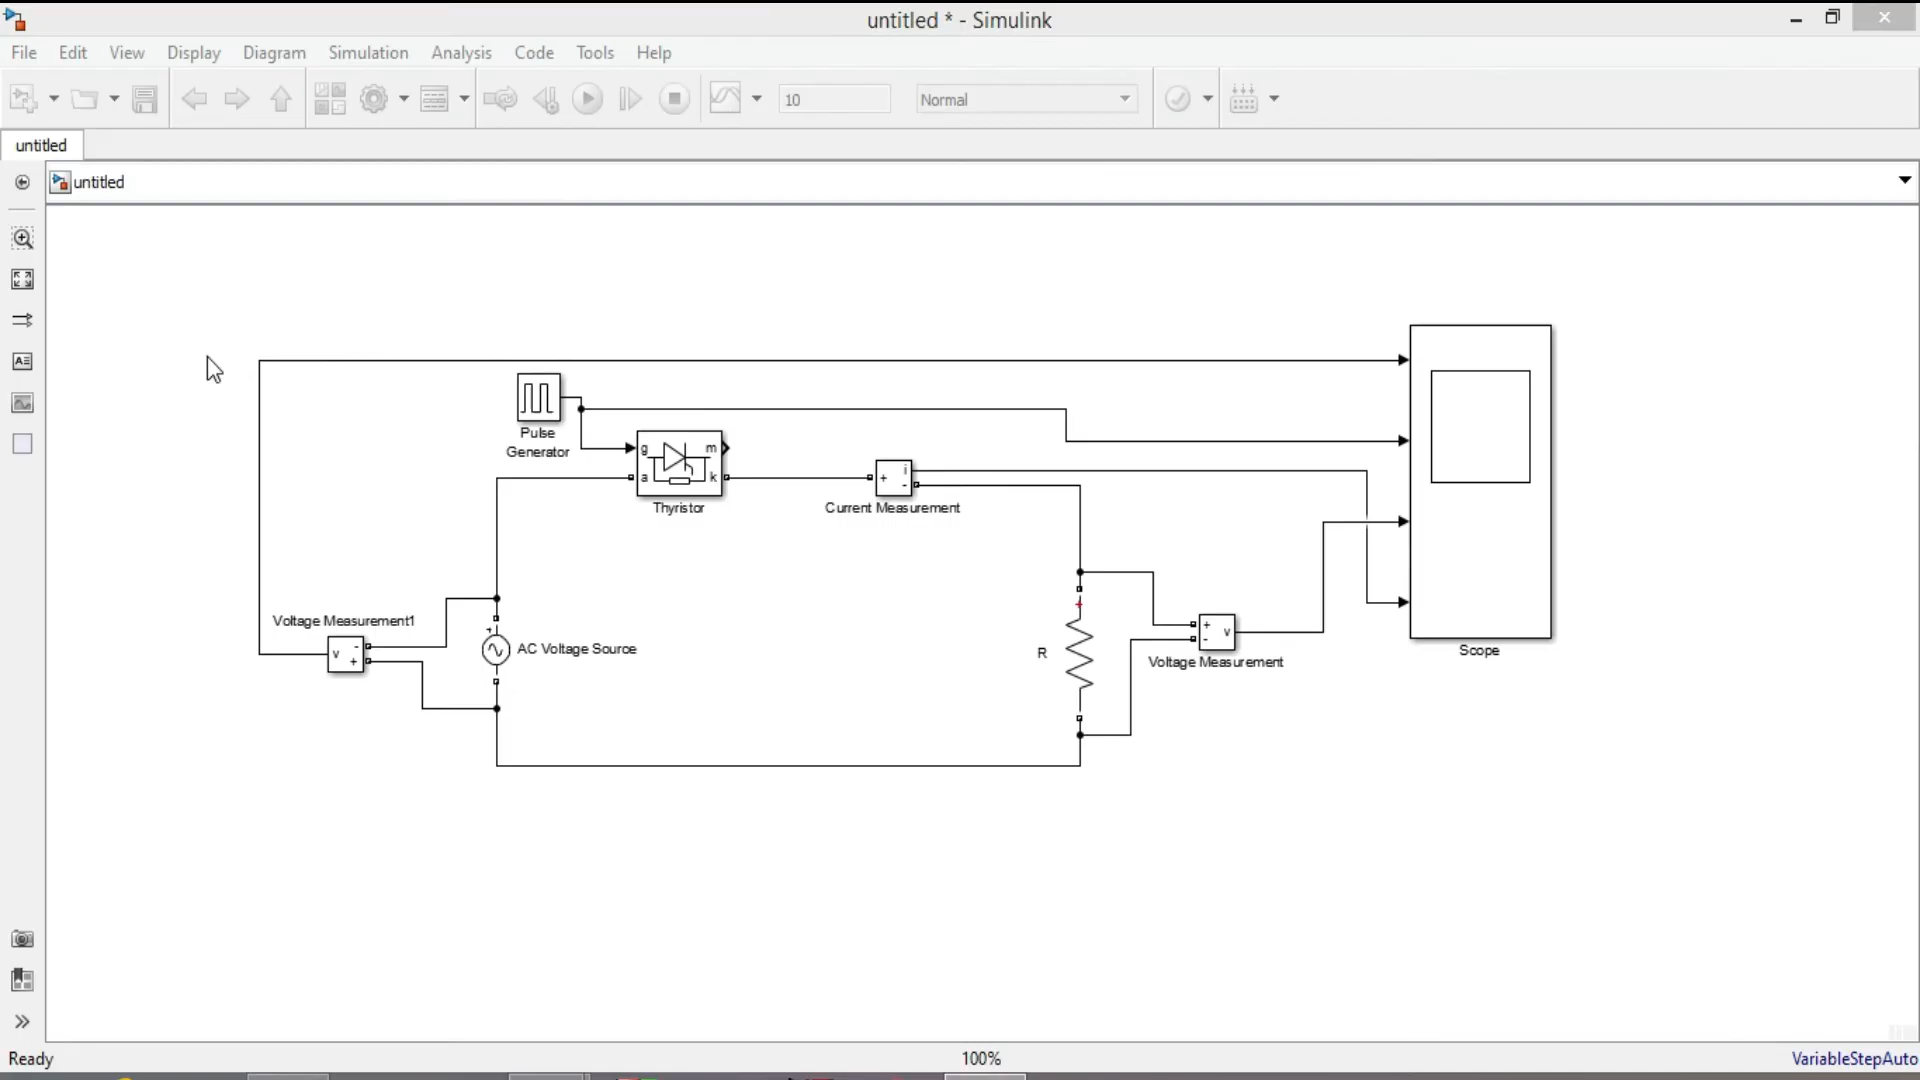 untitled * - Simulink
File Edit View Display Diagram Simulation Analysis Code Tools Help
10 Normal
untitled
untitled
Pulse
Generator
g m
a k
Thyristor
+ i
-
Current Measurement
Voltage Measurement1
v -
+
+
AC Voltage Source
+
R
+ v
-
Voltage Measurement
Scope
Ready 100% VariableStepAuto